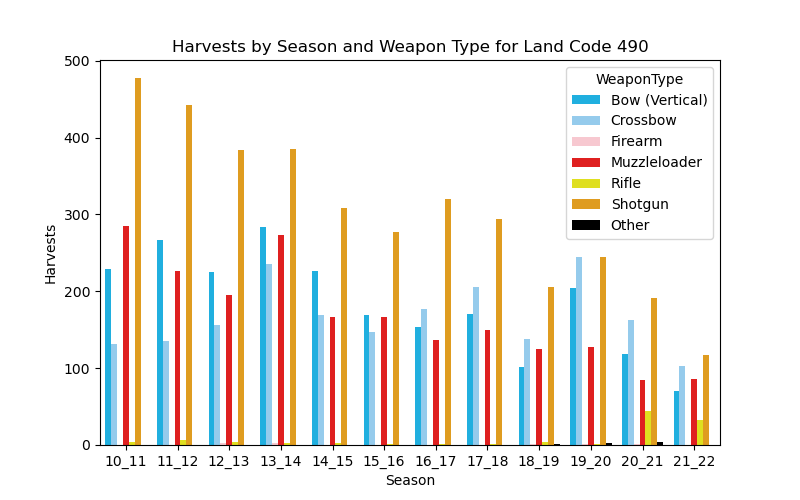 Harvests by Season and Weapon Type for Land Code 490
500
400
300
200
100
0
Harvests
WeaponType
Bow (Vertical)
Crossbow
Firearm
Muzzleloader
Rifle
Shotgun
Other
10_11 11_12 12_13 13_14 14_15 15_16 16_17 17_18 18_19 19_20 20_21 21_22
Season